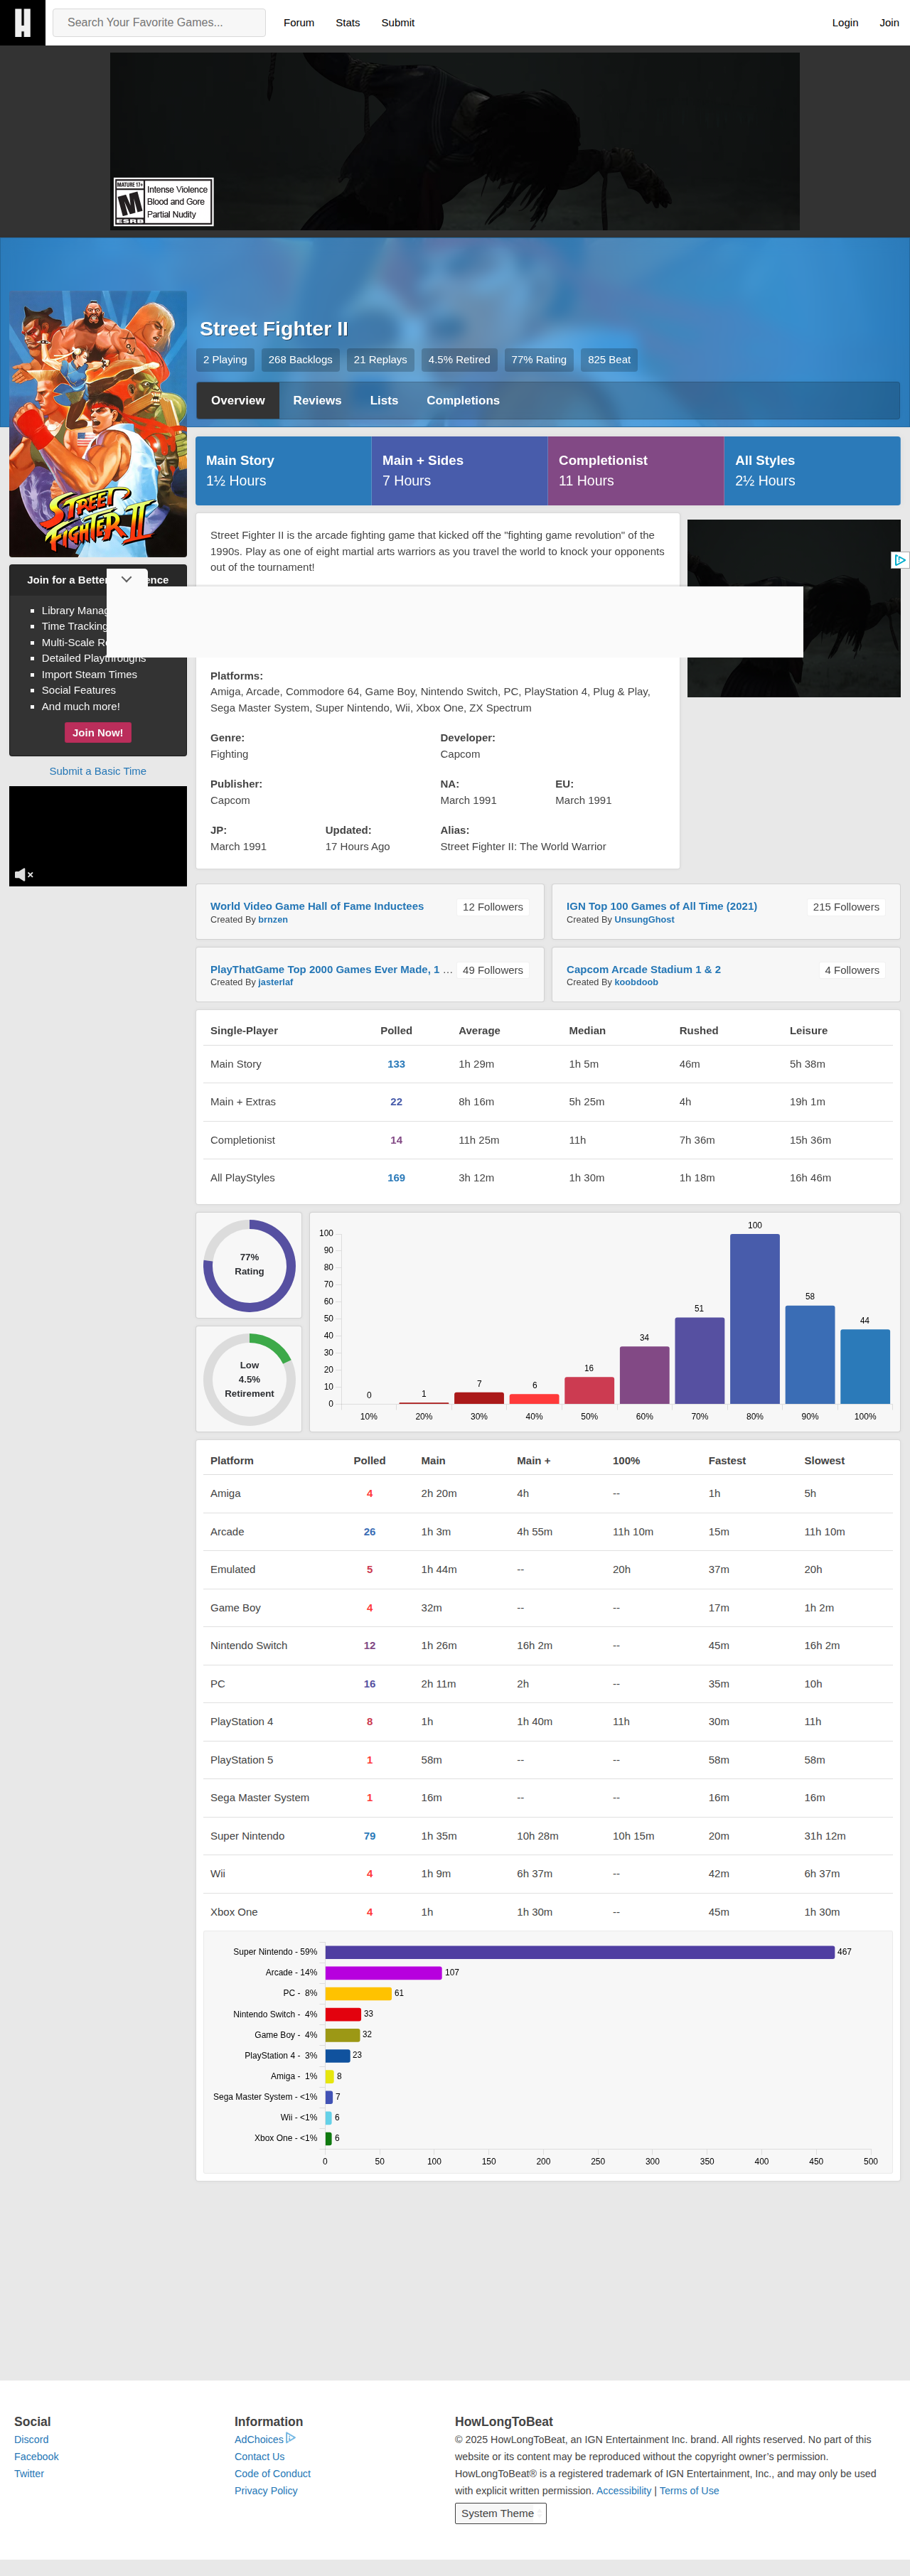 Search Your Favorite Games... Forum Stats Submit Login Join
MATURE 17+
M
ESRB
Intense Violence
Blood and Gore
Partial Nudity
Street Fighter II
2 Playing 268 Backlogs 21 Replays 4.5% Retired 77% Rating 825 Beat
Overview Reviews Lists Completions
STREET
FIGHTER II
Main Story Main + Sides Completionist All Styles
1½ Hours 7 Hours 11 Hours 2½ Hours
Street Fighter II is the arcade fighting game that kicked off the "fighting game revolution" of the
1990s. Play as one of eight martial arts warriors as you travel the world to knock your opponents
out of the tournament!
Join for a Better
Library
Time Tracking
Multi-Scale
Detailed Playthroughs
Import Steam Times
Social Features
And much more!
Join Now!
Submit a Basic Time
Platforms:
Amiga, Arcade, Commodore 64, Game Boy, Nintendo Switch, PC, PlayStation 4, Plug & Play,
Sega Master System, Super Nintendo, Wii, Xbox One, ZX Spectrum
Genre: Developer:
Fighting Capcom
Publisher: NA: EU:
Capcom March 1991 March 1991
JP: Updated: Alias:
March 1991 17 Hours Ago Street Fighter II: The World Warrior
World Video Game Hall of Fame Inductees 12 Followers
Created By brnzen
IGN Top 100 Games of All Time (2021) 215 Followers
Created By UnsungGhost
PlayThatGame Top 2000 Games Ever Made, 1 ... 49 Followers
Created By jasterlaf
Capcom Arcade Stadium 1 & 2 4 Followers
Created By koobdoob
Single-Player Polled Average Median Rushed Leisure
Main Story 133 1h 29m 1h 5m 46m 5h 38m
Main + Extras 22 8h 16m 5h 25m 4h 19h 1m
Completionist 14 11h 25m 11h 7h 36m 15h 36m
All PlayStyles 169 3h 12m 1h 30m 1h 18m 16h 46m
77%
Rating
Low
4.5%
Retirement
100
90
80
70
60
50
40
30
20
10
0
0 1 7 6 16 34 51 100 58 44
10% 20% 30% 40% 50% 60% 70% 80% 90% 100%
Platform Polled Main Main + 100% Fastest Slowest
Amiga 4 2h 20m 4h -- 1h 5h
Arcade 26 1h 3m 4h 55m 11h 10m 15m 11h 10m
Emulated 5 1h 44m -- 20h 37m 20h
Game Boy 4 32m -- -- 17m 1h 2m
Nintendo Switch 12 1h 26m 16h 2m -- 45m 16h 2m
PC 16 2h 11m 2h -- 35m 10h
PlayStation 4 8 1h 1h 40m 11h 30m 11h
PlayStation 5 1 58m -- -- 58m 58m
Sega Master System 1 16m -- -- 16m 16m
Super Nintendo 79 1h 35m 10h 28m 10h 15m 20m 31h 12m
Wii 4 1h 9m 6h 37m -- 42m 6h 37m
Xbox One 4 1h 1h 30m -- 45m 1h 30m
Super Nintendo - 59% 467
Arcade - 14% 107
PC - 8% 61
Nintendo Switch - 4% 33
Game Boy - 4% 32
PlayStation 4 - 3% 23
Amiga - 1% 8
Sega Master System - <1% 7
Wii - <1% 6
Xbox One - <1% 6
0 50 100 150 200 250 300 350 400 450 500
Social
Discord
Facebook
Twitter
Information
AdChoices
Contact Us
Code of Conduct
Privacy Policy
HowLongToBeat
© 2025 HowLongToBeat, an IGN Entertainment Inc. brand. All rights reserved. No part of this
website or its content may be reproduced without the copyright owner's permission.
HowLongToBeat® is a registered trademark of IGN Entertainment, Inc., and may only be used
with explicit written permission. Accessibility | Terms of Use
System Theme